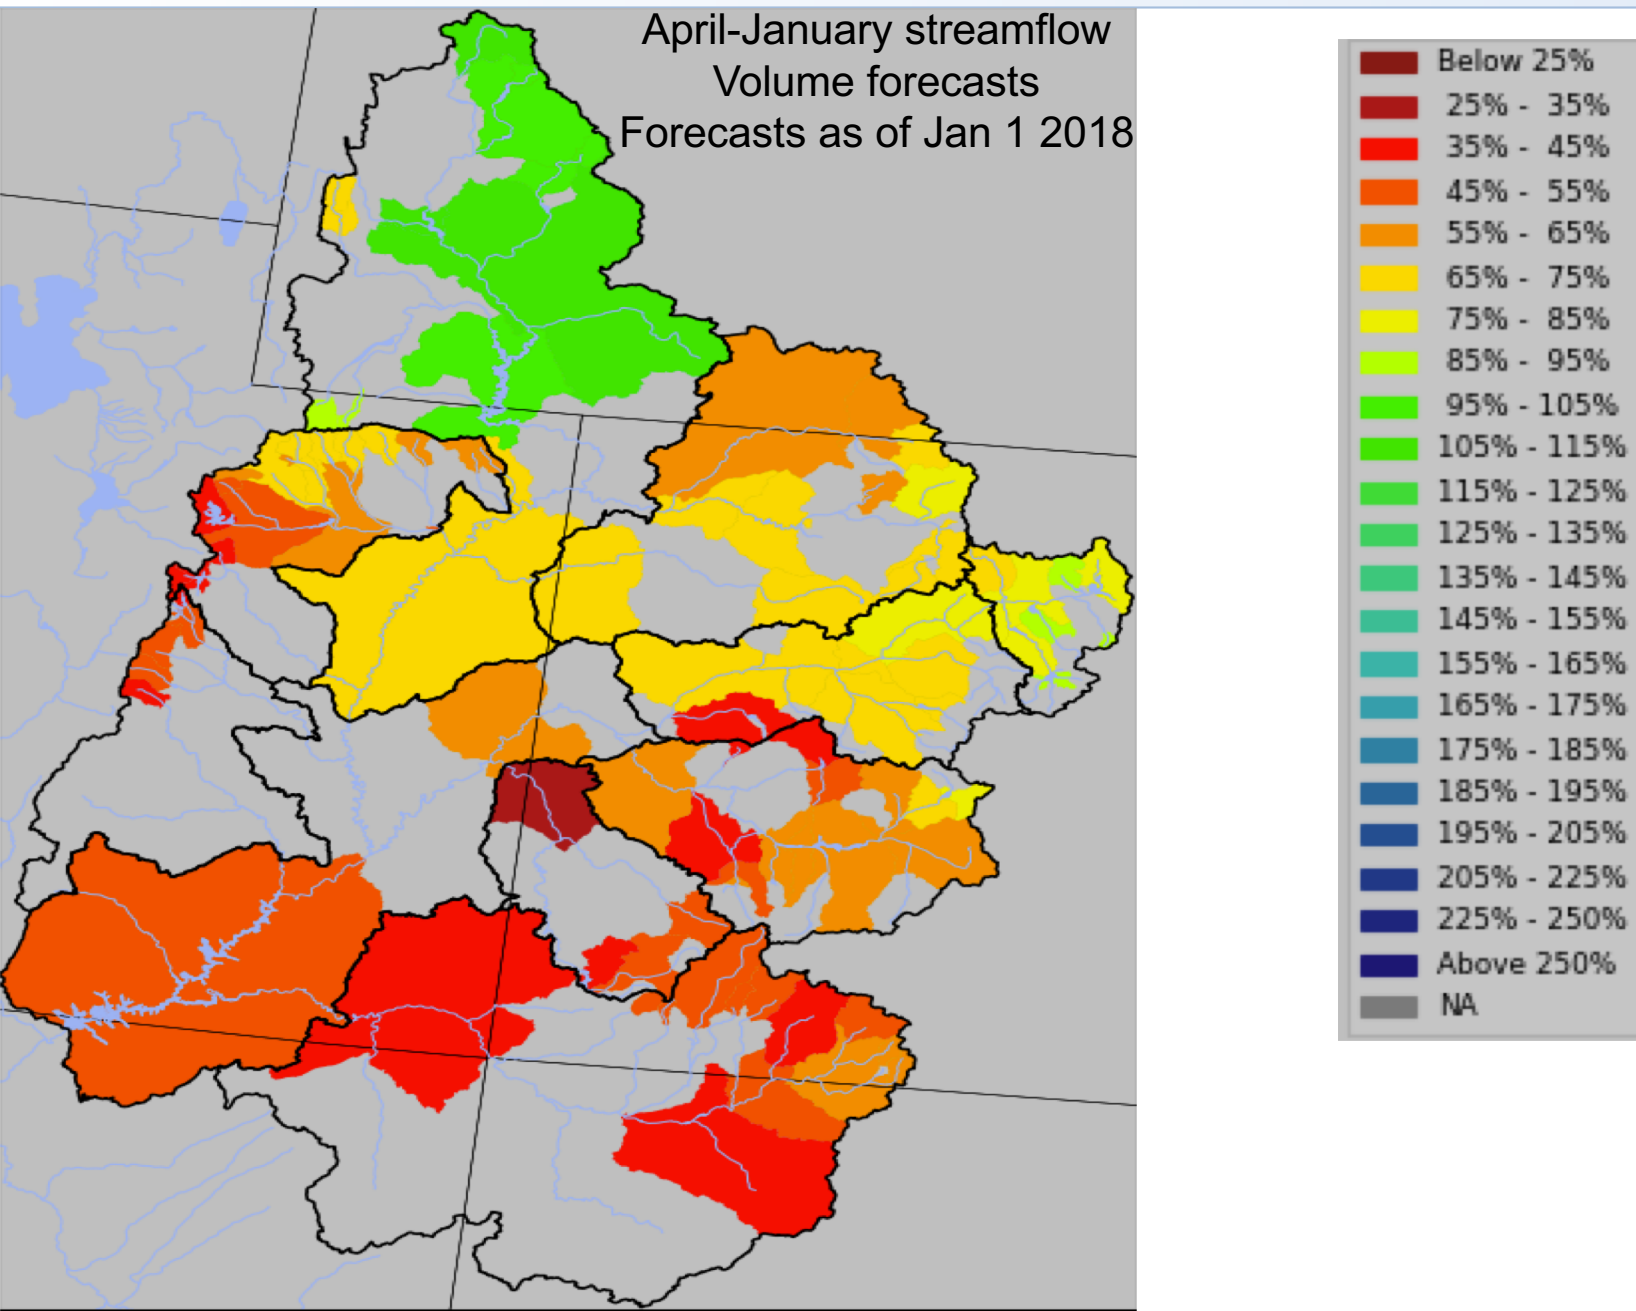 April-January streamflow
Volume forecasts
Forecasts as of Jan 1 2018
Below 25%
25% - 35%
35% - 45%
45% - 55%
55% - 65%
65% - 75%
75% - 85%
85% - 95%
95% - 105%
105% - 115%
115% - 125%
125% - 135%
135% - 145%
145% - 155%
155% - 165%
165% - 175%
175% - 185%
185% - 195%
195% - 205%
205% - 225%
225% - 250%
Above 250%
NA